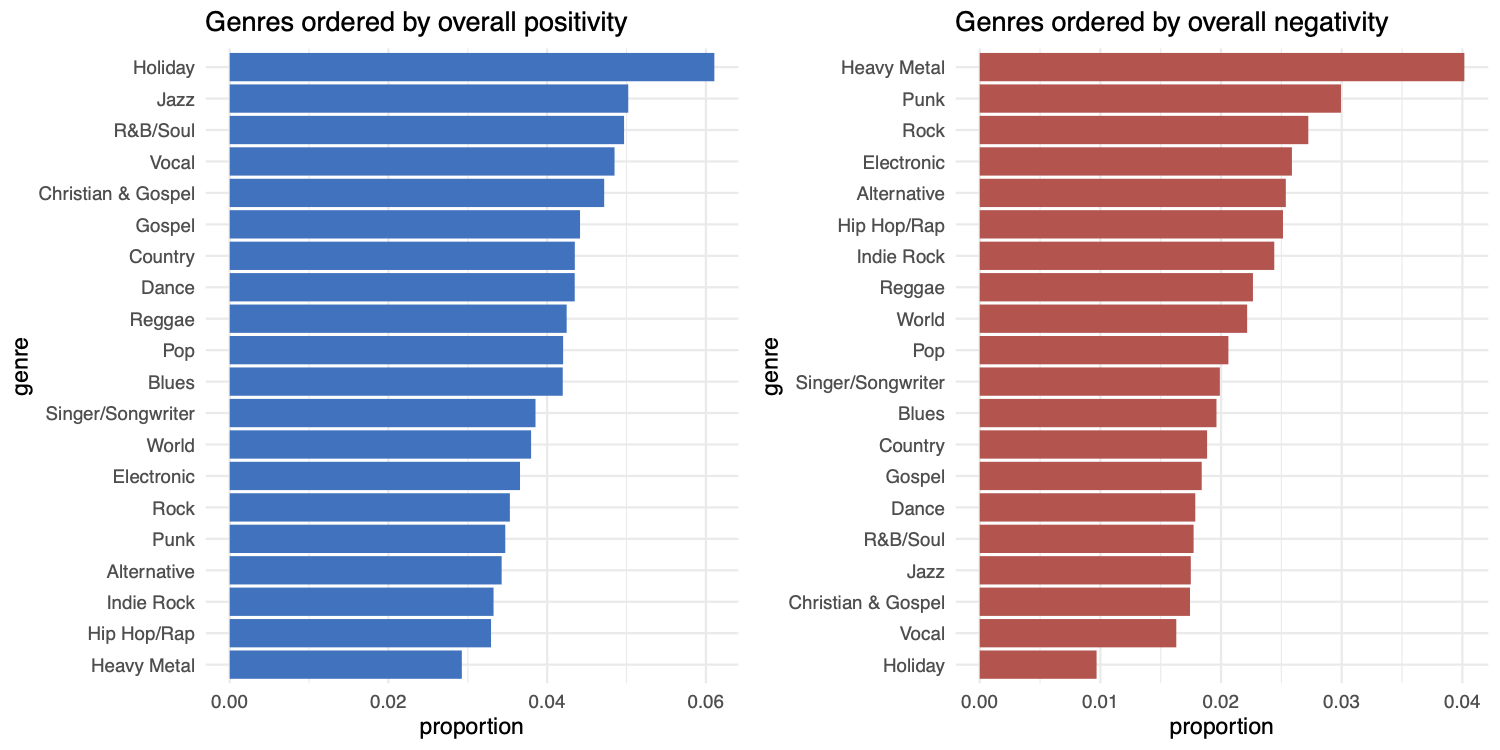 Genres ordered by overall positivity
genre
Holiday
Jazz
R&B/Soul
Vocal
Christian & Gospel
Gospel
Country
Dance
Reggae
Pop
Blues
Singer/Songwriter
World
Electronic
Rock
Punk
Alternative
Indie Rock
Hip Hop/Rap
Heavy Metal
0.00 0.02 0.04 0.06
proportion
Genres ordered by overall negativity
genre
Heavy Metal
Punk
Rock
Electronic
Alternative
Hip Hop/Rap
Indie Rock
Reggae
World
Pop
Singer/Songwriter
Blues
Country
Gospel
Dance
R&B/Soul
Jazz
Christian & Gospel
Vocal
Holiday
0.00 0.01 0.02 0.03 0.04
proportion